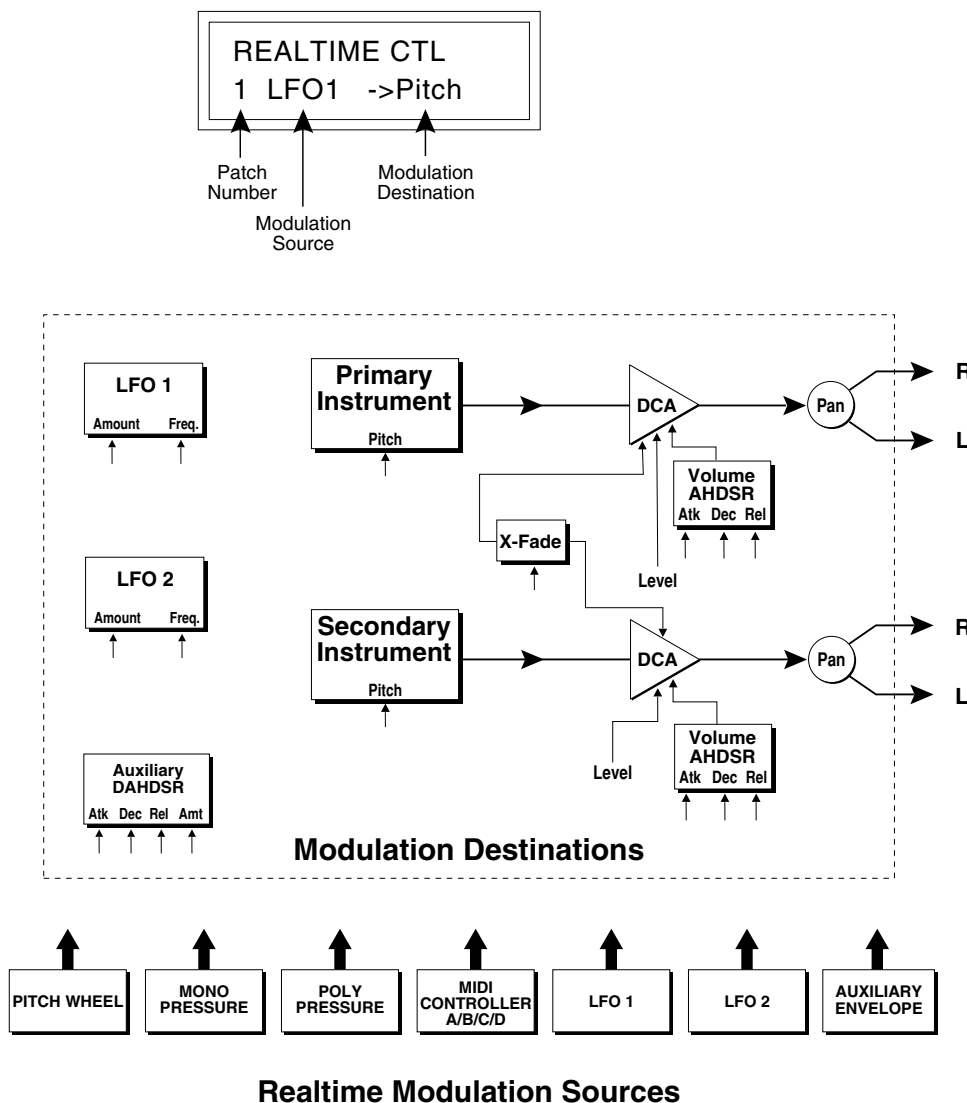 REALTIME CTL
1 LFO1 ->Pitch
Patch
Number
Modulation
Source
Modulation
Destination
LFO 1
Amount Freq.
Primary
Instrument
Pitch
DCA
Pan
R
L
Volume
AHDSR
Atk Dec Rel
X-Fade
Level
LFO 2
Amount Freq.
Secondary
Instrument
Pitch
DCA
Pan
R
L
Level
Volume
AHDSR
Atk Dec Rel
Auxiliary
DAHDSR
Atk Dec Rel Amt
Modulation Destinations
PITCH WHEEL
MONO
PRESSURE
POLY
PRESSURE
MIDI
CONTROLLER
A/B/C/D
LFO 1
LFO 2
AUXILIARY
ENVELOPE
Realtime Modulation Sources